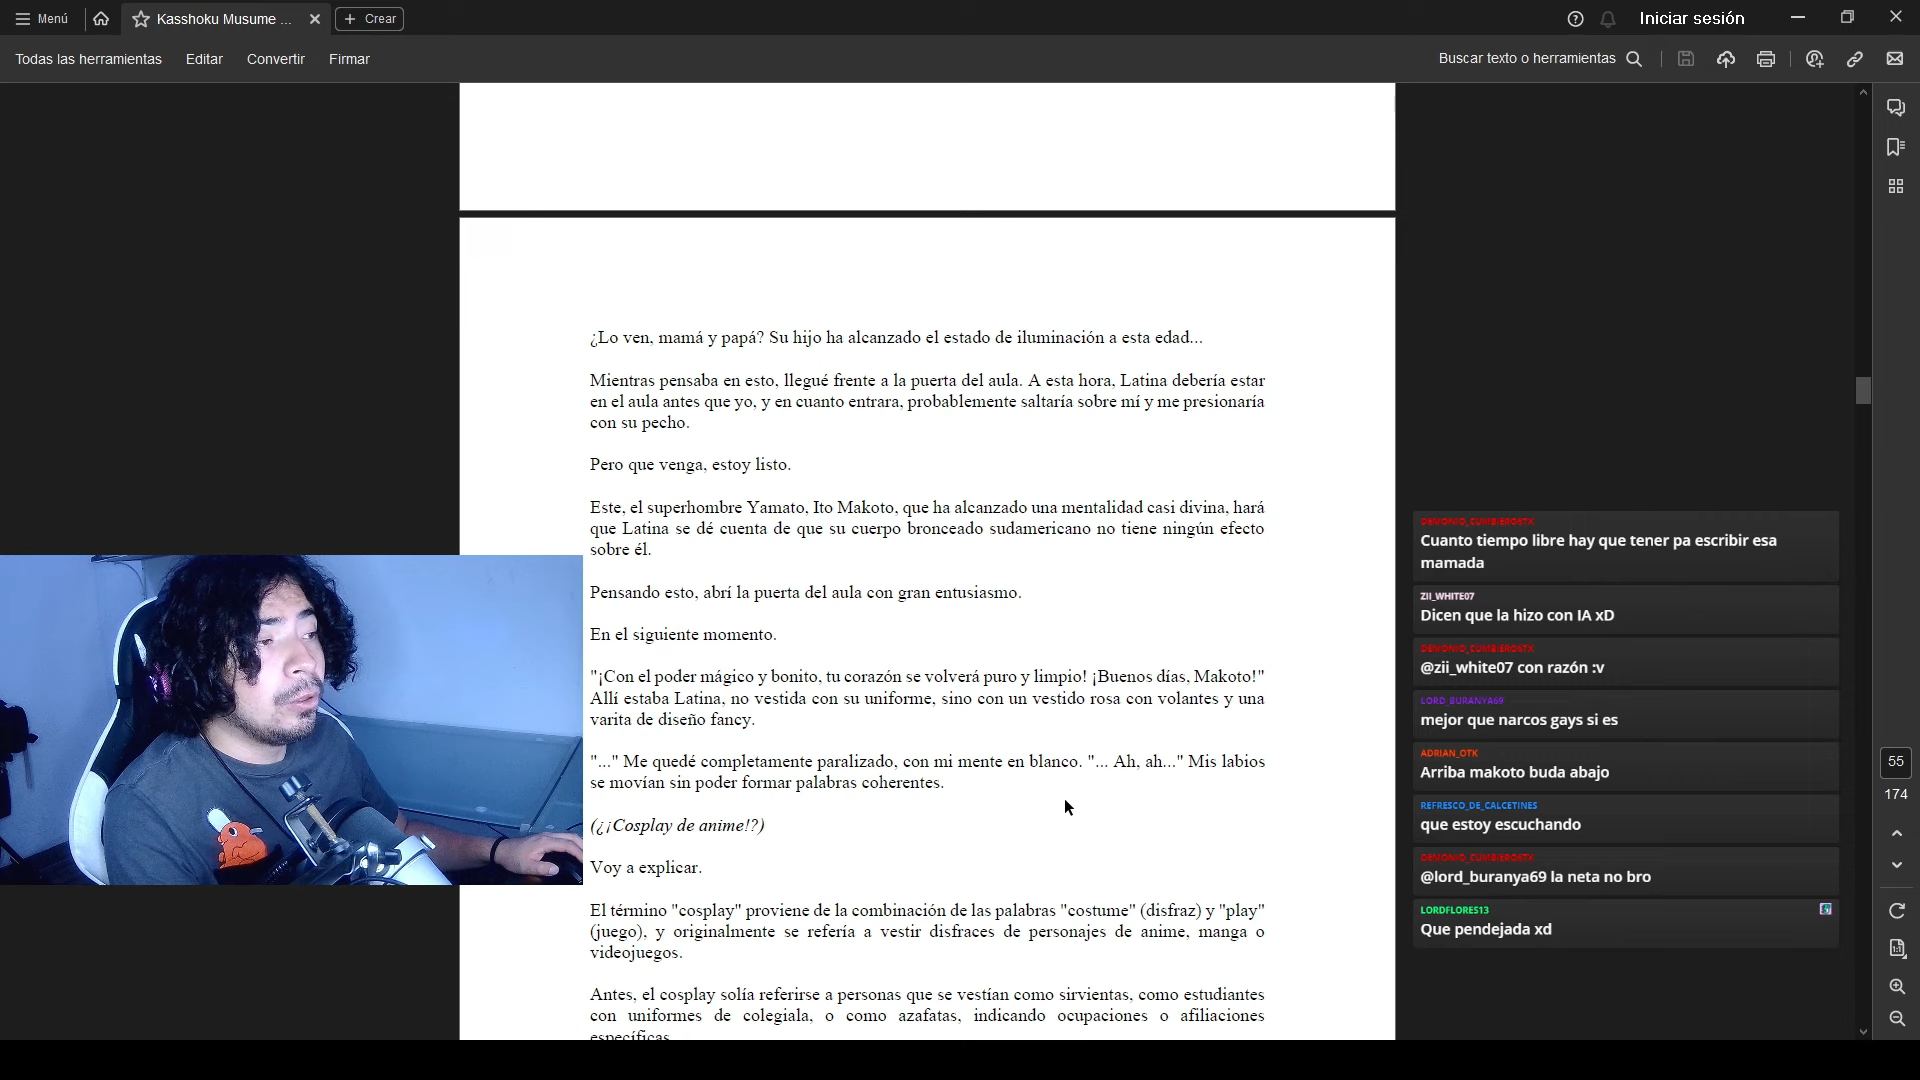 Menú
Kasshoku Musume ...
Crear
Iniciar sesión
Todas las herramientas
Editar
Convertir
Firmar
Buscar texto o herramientas
¿Lo ven, mamá y papá? Su hijo ha alcanzado el estado de iluminación a esta edad...
Mientras pensaba en esto, llegué frente a la puerta del aula. A esta hora, Latina debería estar
en el aula antes que yo, y en cuanto entrara, probablemente saltaría sobre mí y me presionaría
con su pecho.
Pero que venga, estoy listo.
Este, el superhombre Yamato, Ito Makoto, que ha alcanzado una mentalidad casi divina, hará
que Latina se dé cuenta de que su cuerpo bronceado sudamericano no tiene ningún efecto
sobre él.
Pensando esto, abrí la puerta del aula con gran entusiasmo.
En el siguiente momento.
"¡Con el poder mágico y bonito, tu corazón se volverá puro y limpio! ¡Buenos días, Makoto!"
Allí estaba Latina, no vestida con su uniforme, sino con un vestido rosa con volantes y una
varita de diseño fancy.
"..." Me quedé completamente paralizado, con mi mente en blanco. "... Ah, ah..." Mis labios
se movían sin poder formar palabras coherentes.
(¿¡Cosplay de anime!?)
Voy a explicar.
El término "cosplay" proviene de la combinación de las palabras "costume" (disfraz) y "play"
(juego), y originalmente se refería a vestir disfraces de personajes de anime, manga o
videojuegos.
Antes, el cosplay solía referirse a personas que se vestían como sirvientas, como estudiantes
con uniformes de colegiala, o como azafatas, indicando ocupaciones o afiliaciones
específicas.
DEMONIO_CUMBIERO6TX
Cuanto tiempo libre hay que tener pa escribir esa
mamada
ZII_WHITE07
Dicen que la hizo con IA xD
DEMONIO_CUMBIERO6TX
@zii_white07 con razón :v
LORD_BURANYA69
mejor que narcos gays si es
ADRIAN_OTK
Arriba makoto buda abajo
REFRESCO_DE_CALCETINES
que estoy escuchando
DEMONIO_CUMBIERO6TX
@lord_buranya69 la neta no bro
LORDFLORES13
Que pendejada xd
55
174